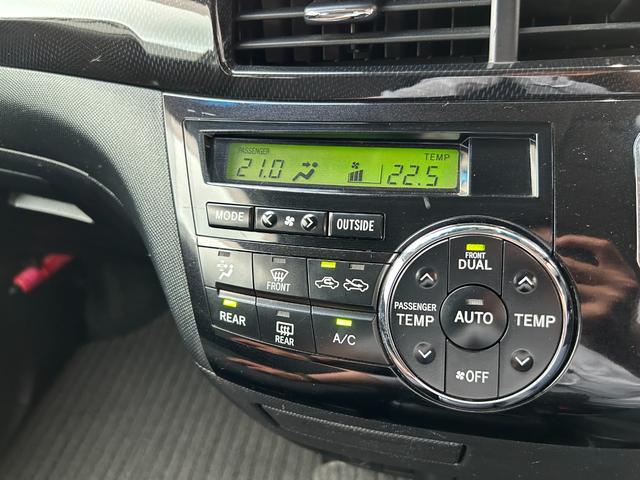 PASSENGER TEMP
21.0 22.5
MODE OUTSIDE
FRONT
DUAL
FRONT
PASSENGER
TEMP AUTO TEMP
REAR REAR A/C
OFF